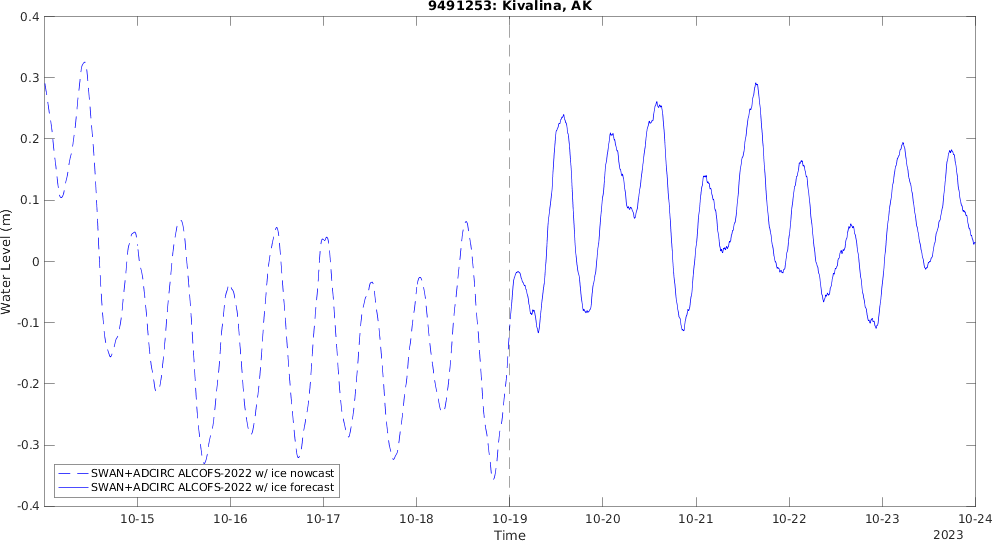 9491253: Kivalina, AK
0.4
0.3
0.2
0.1
0
-0.1
-0.2
-0.3
-0.4
Water Level (m)
SWAN+ADCIRC ALCOFS-2022 w/ ice nowcast
SWAN+ADCIRC ALCOFS-2022 w/ ice forecast
10-15 10-16 10-17 10-18 10-19 10-20 10-21 10-22 10-23 10-24
Time
2023